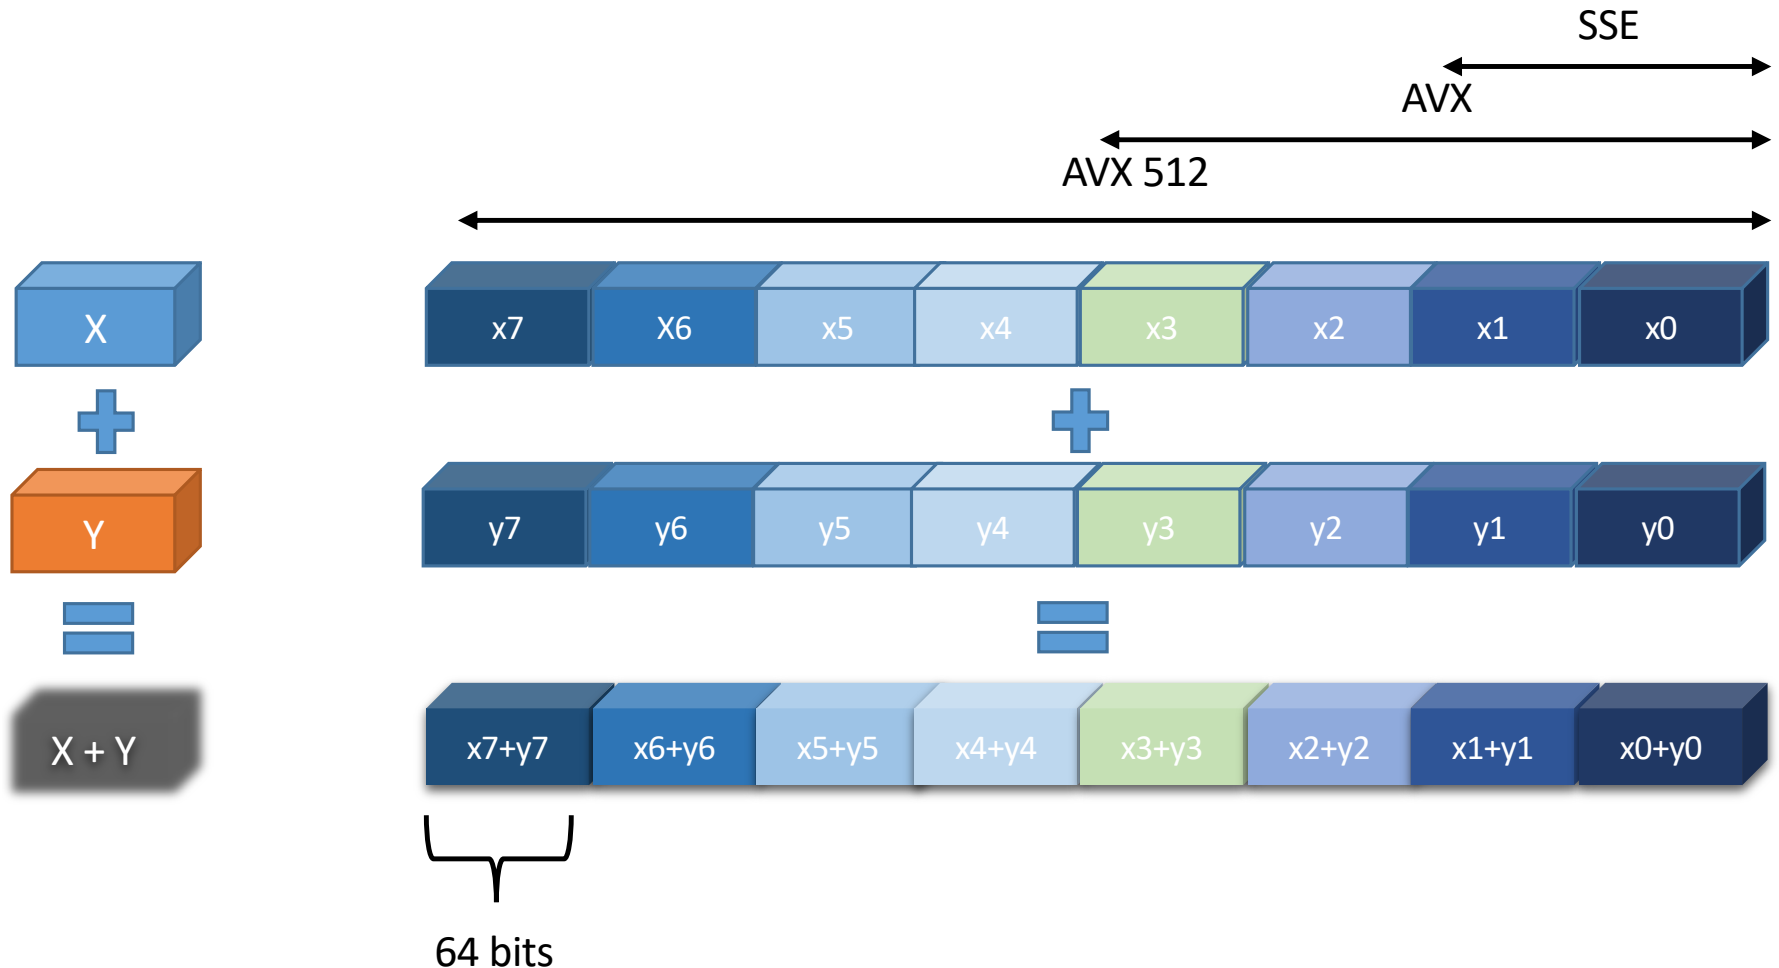 SSE
AVX
AVX 512
X
x7 X6 x5 x4 x3 x2 x1 x0
Y
y7 y6 y5 y4 y3 y2 y1 y0
X + Y
x7+y7 x6+y6 x5+y5 x4+y4 x3+y3 x2+y2 x1+y1 x0+y0
64 bits